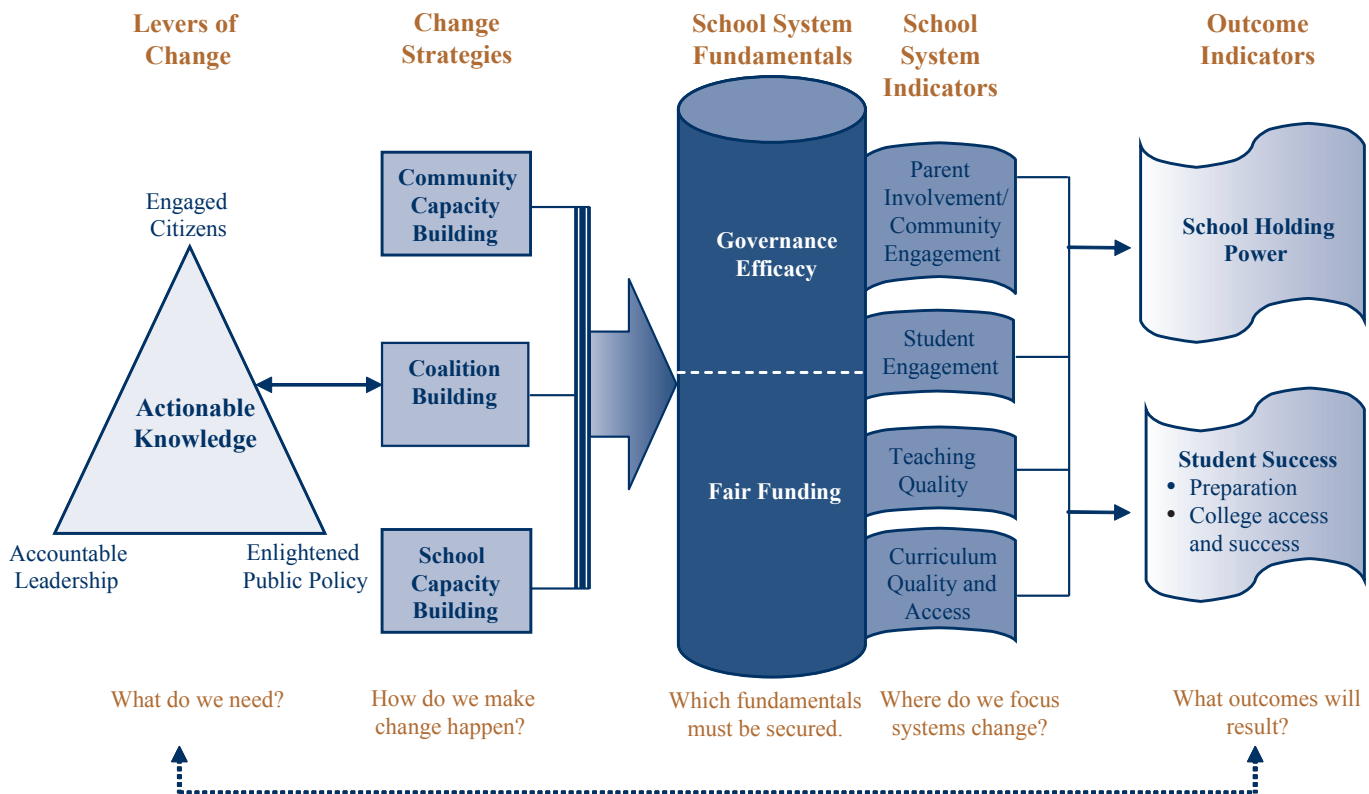 Levers of
Change
Change
Strategies
School System
Fundamentals
School
System
Indicators
Outcome
Indicators
Engaged
Citizens
Actionable
Knowledge
Accountable
Leadership
Enlightened
Public Policy
Community
Capacity
Building
Coalition
Building
School
Capacity
Building
Governance
Efficacy
Fair Funding
Parent
Involvement/
Community
Engagement
Student
Engagement
Teaching
Quality
Curriculum
Quality and
Access
School Holding
Power
Student Success
• Preparation
• College access
and success
What do we need?
How do we make
change happen?
Which fundamentals
must be secured.
Where do we focus
systems change?
What outcomes will
result?